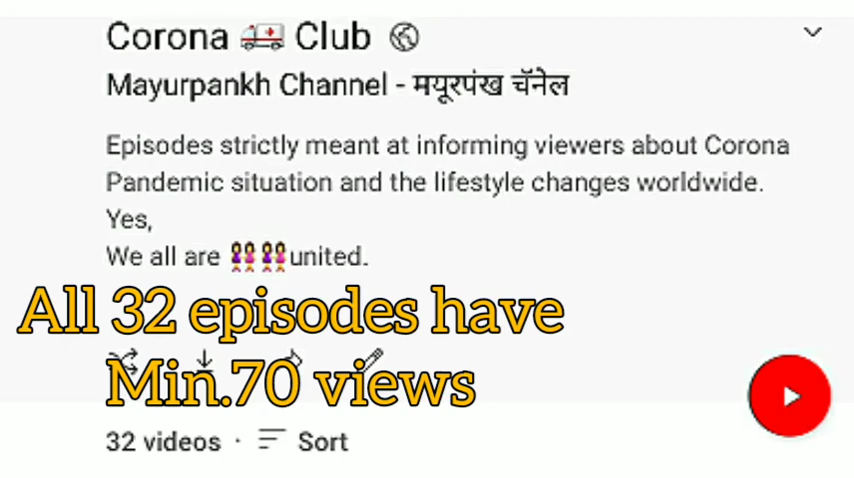 Corona 🚑 Club
Mayurpankh Channel - मयूरपंख चॅनेल
Episodes strictly meant at informing viewers about Corona
Pandemic situation and the lifestyle changes worldwide.
Yes,
We all are 👭👭united.
All 32 episodes have
Min.70 views
32 videos · Sort